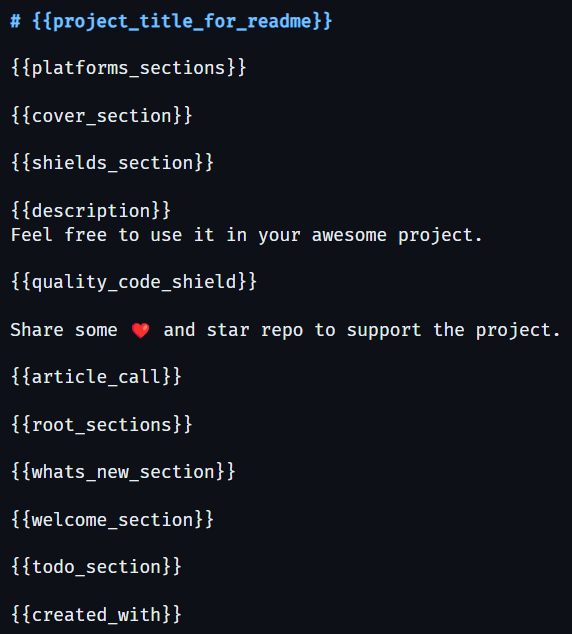 # {{project_title_for_readme}}
{{platforms_sections}}
{{cover_section}}
{{shields_section}}
{{description}}
Feel free to use it in your awesome project.
{{quality_code_shield}}
Share some ❤️ and star repo to support the project.
{{article_call}}
{{root_sections}}
{{whats_new_section}}
{{welcome_section}}
{{todo_section}}
{{created_with}}